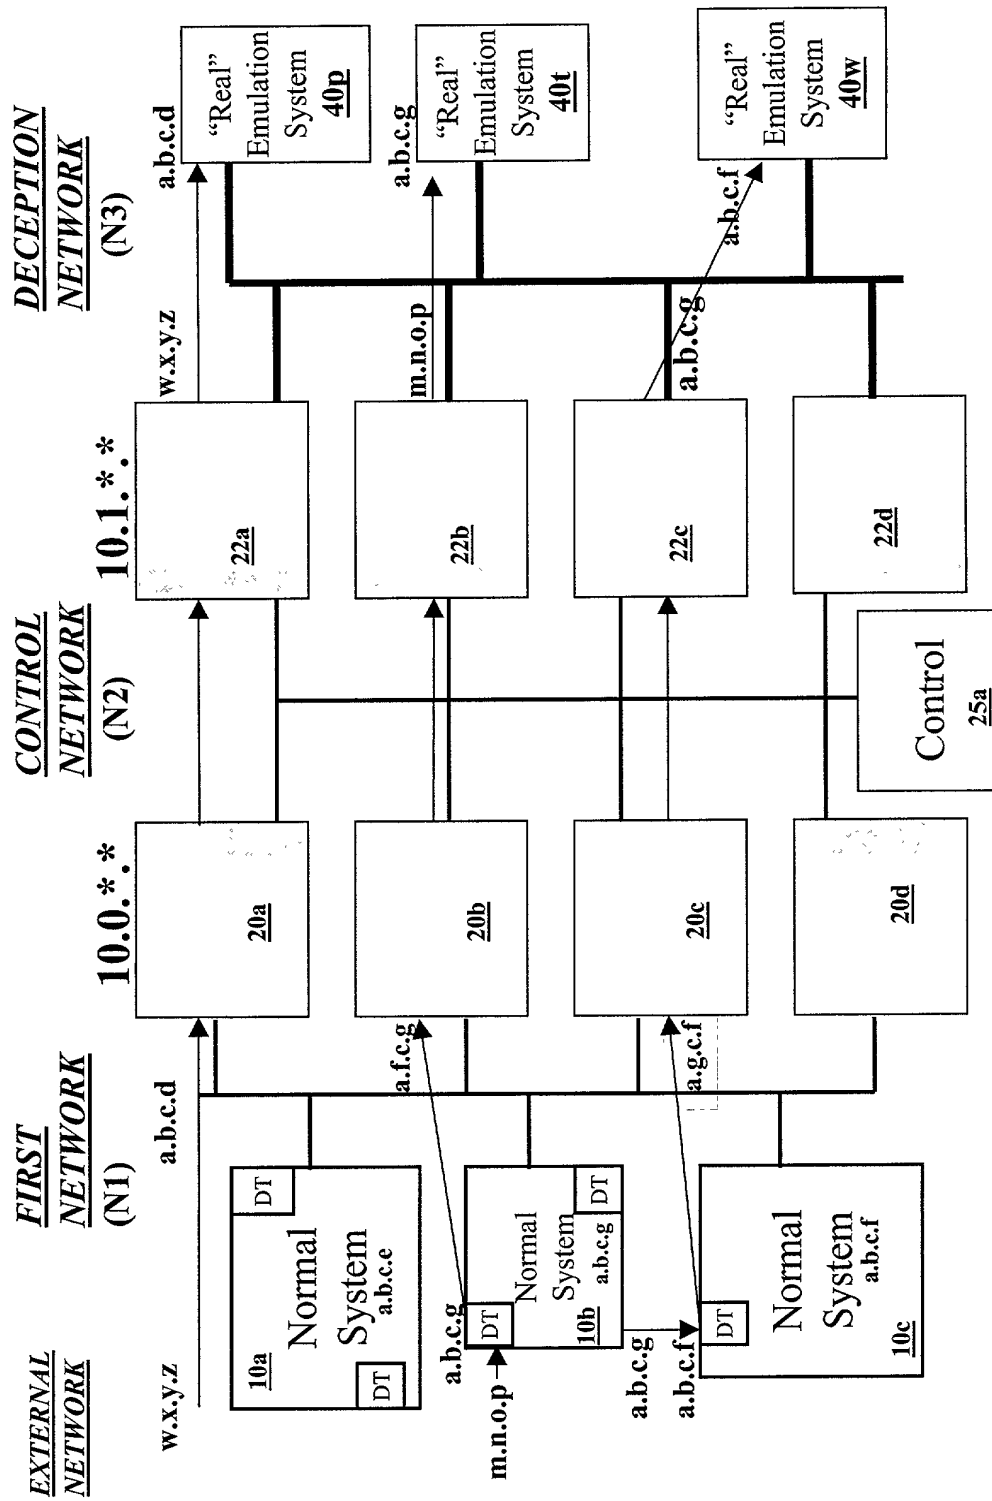 EXTERNAL
NETWORK
FIRST
NETWORK
(N1)
CONTROL
NETWORK
(N2)
DECEPTION
NETWORK
(N3)
10.0.*.*
10.1.*.*
w.x.y.z
a.b.c.d
w.x.y.z
a.b.c.d
10a
Normal
System
a.b.c.e
DT
DT
20a
22a
"Real"
Emulation
System
40p
a.b.c.g
m.n.o.p
DT
Normal
System
a.b.c.g
10b
DT
a.f.c.g
20b
22b
m.n.o.p
a.b.c.g
"Real"
Emulation
System
40t
a.b.c.g
a.b.c.f
DT
Normal
System
a.b.c.f
10c
a.g.c.f
20c
22c
a.b.c.g
a.b.c.f
"Real"
Emulation
System
40w
20d
22d
Control
25a